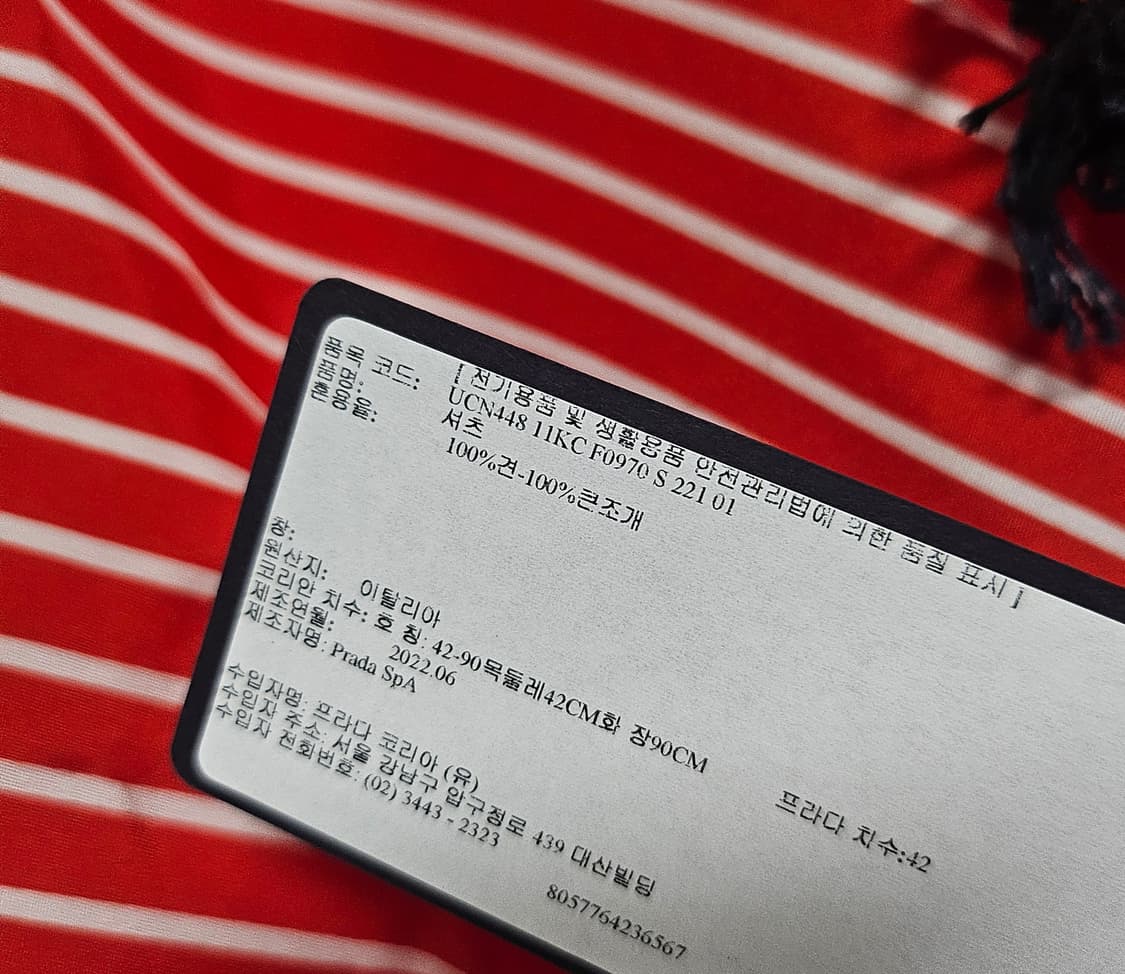 [ 전기용품 및 생활용품 안전관리법에 의한 품질 표시 ]
품목 코드: UCN448 11KC F0970 S 221 01
품명: 셔츠
혼용율: 100%견-100%큰조개
창:
원산지: 이탈리아
코리안 치수: 호 칭: 42-90목둘레42CM화 장90CM
프라다 치수:42
제조연월: 2022.06
제조자명: Prada SpA
수입자명: 프라다 코리아 (유)
수입자 주소: 서울 강남구 압구정로 439 대산빌딩
수입자 전화번호: (02) 3443 - 2323
8057764236567